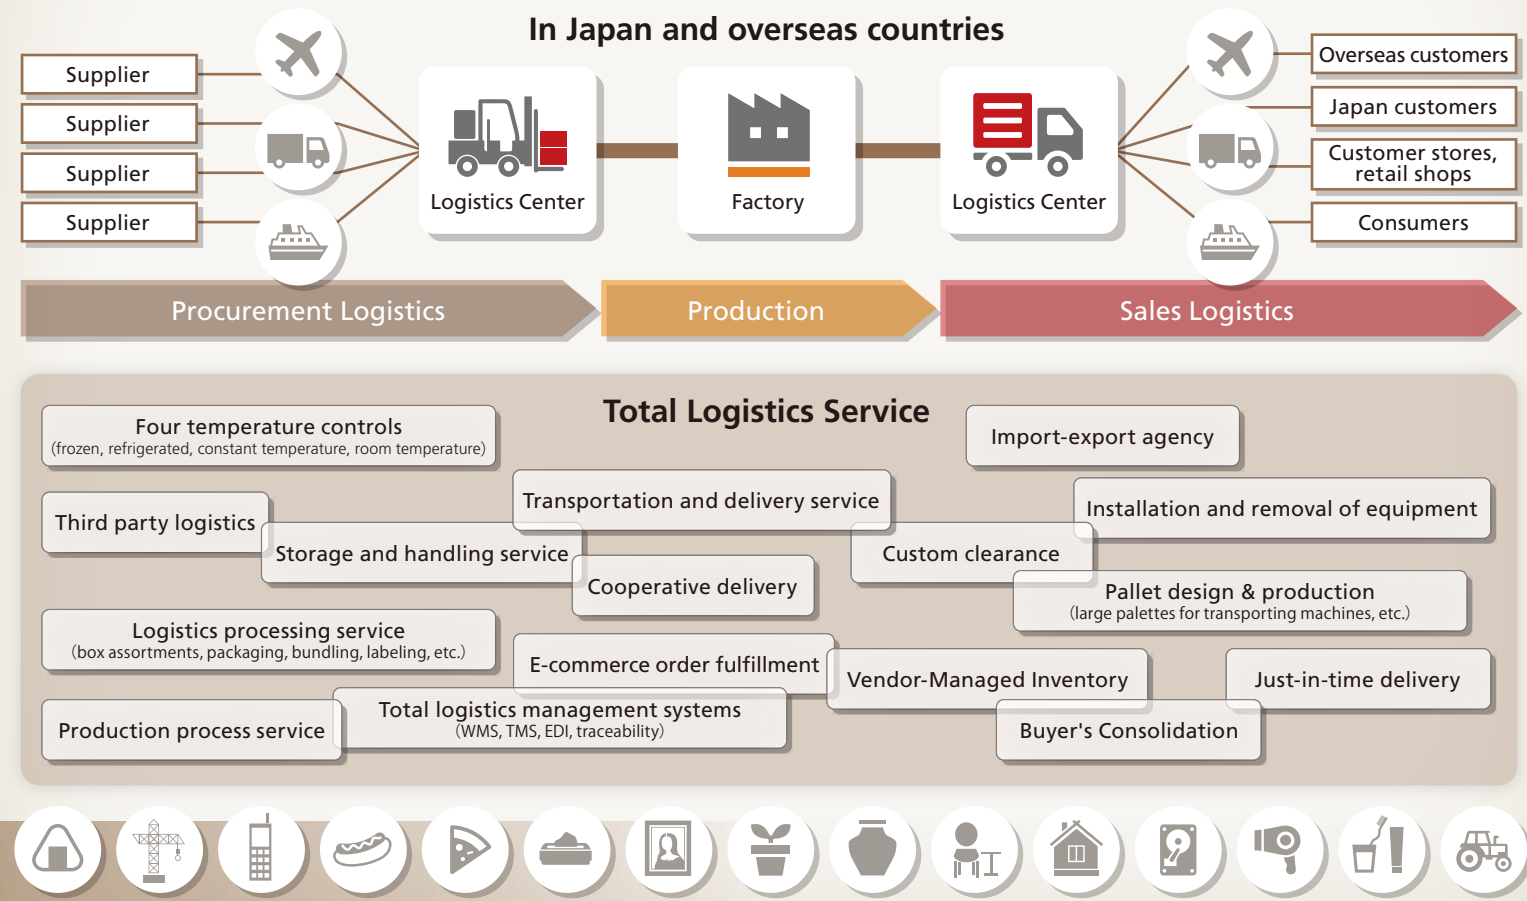 In Japan and overseas countries
Supplier
Supplier
Supplier
Supplier
Logistics Center
Factory
Logistics Center
Overseas customers
Japan customers
Customer stores,
retail shops
Consumers
Procurement Logistics
Production
Sales Logistics
Total Logistics Service
Four temperature controls
(frozen, refrigerated, constant temperature, room temperature)
Import-export agency
Third party logistics
Transportation and delivery service
Installation and removal of equipment
Storage and handling service
Custom clearance
Cooperative delivery
Pallet design & production
(large palettes for transporting machines, etc.)
Logistics processing service
(box assortments, packaging, bundling, labeling, etc.)
E-commerce order fulfillment
Vendor-Managed Inventory
Just-in-time delivery
Production process service
Total logistics management systems
(WMS, TMS, EDI, traceability)
Buyer's Consolidation